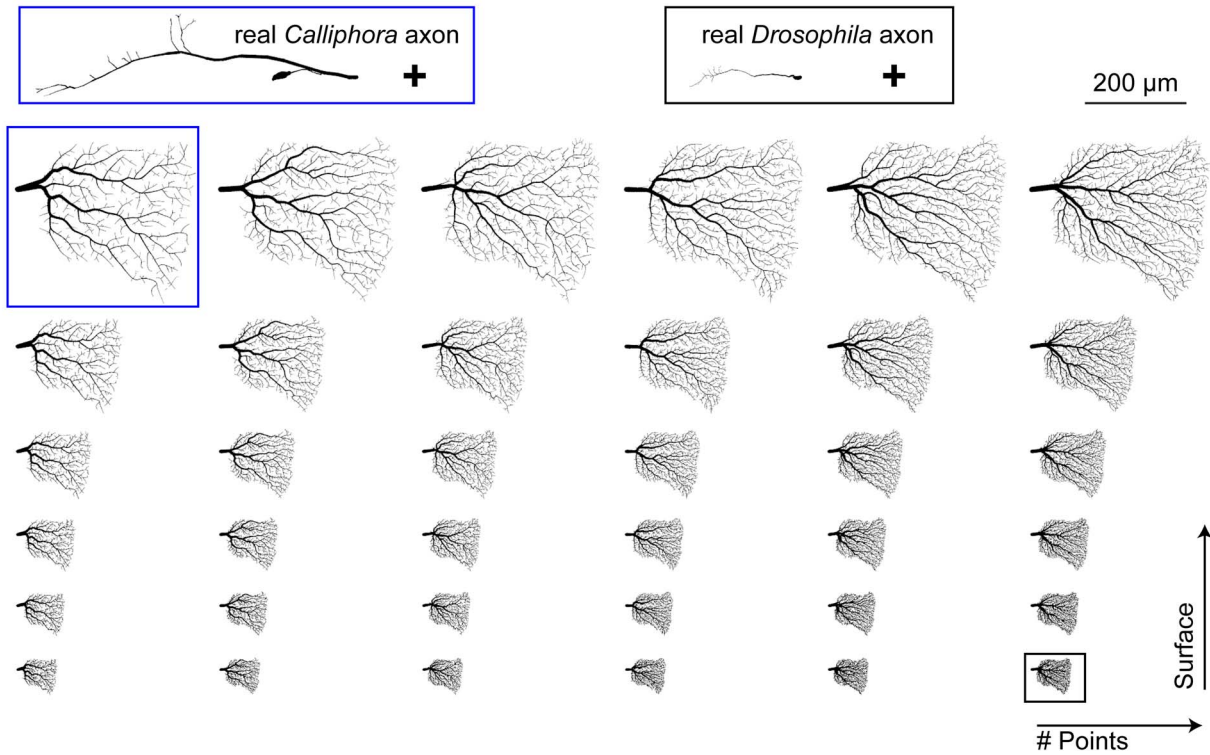 real Calliphora axon
+
real Drosophila axon
+
200 µm
Surface
# Points